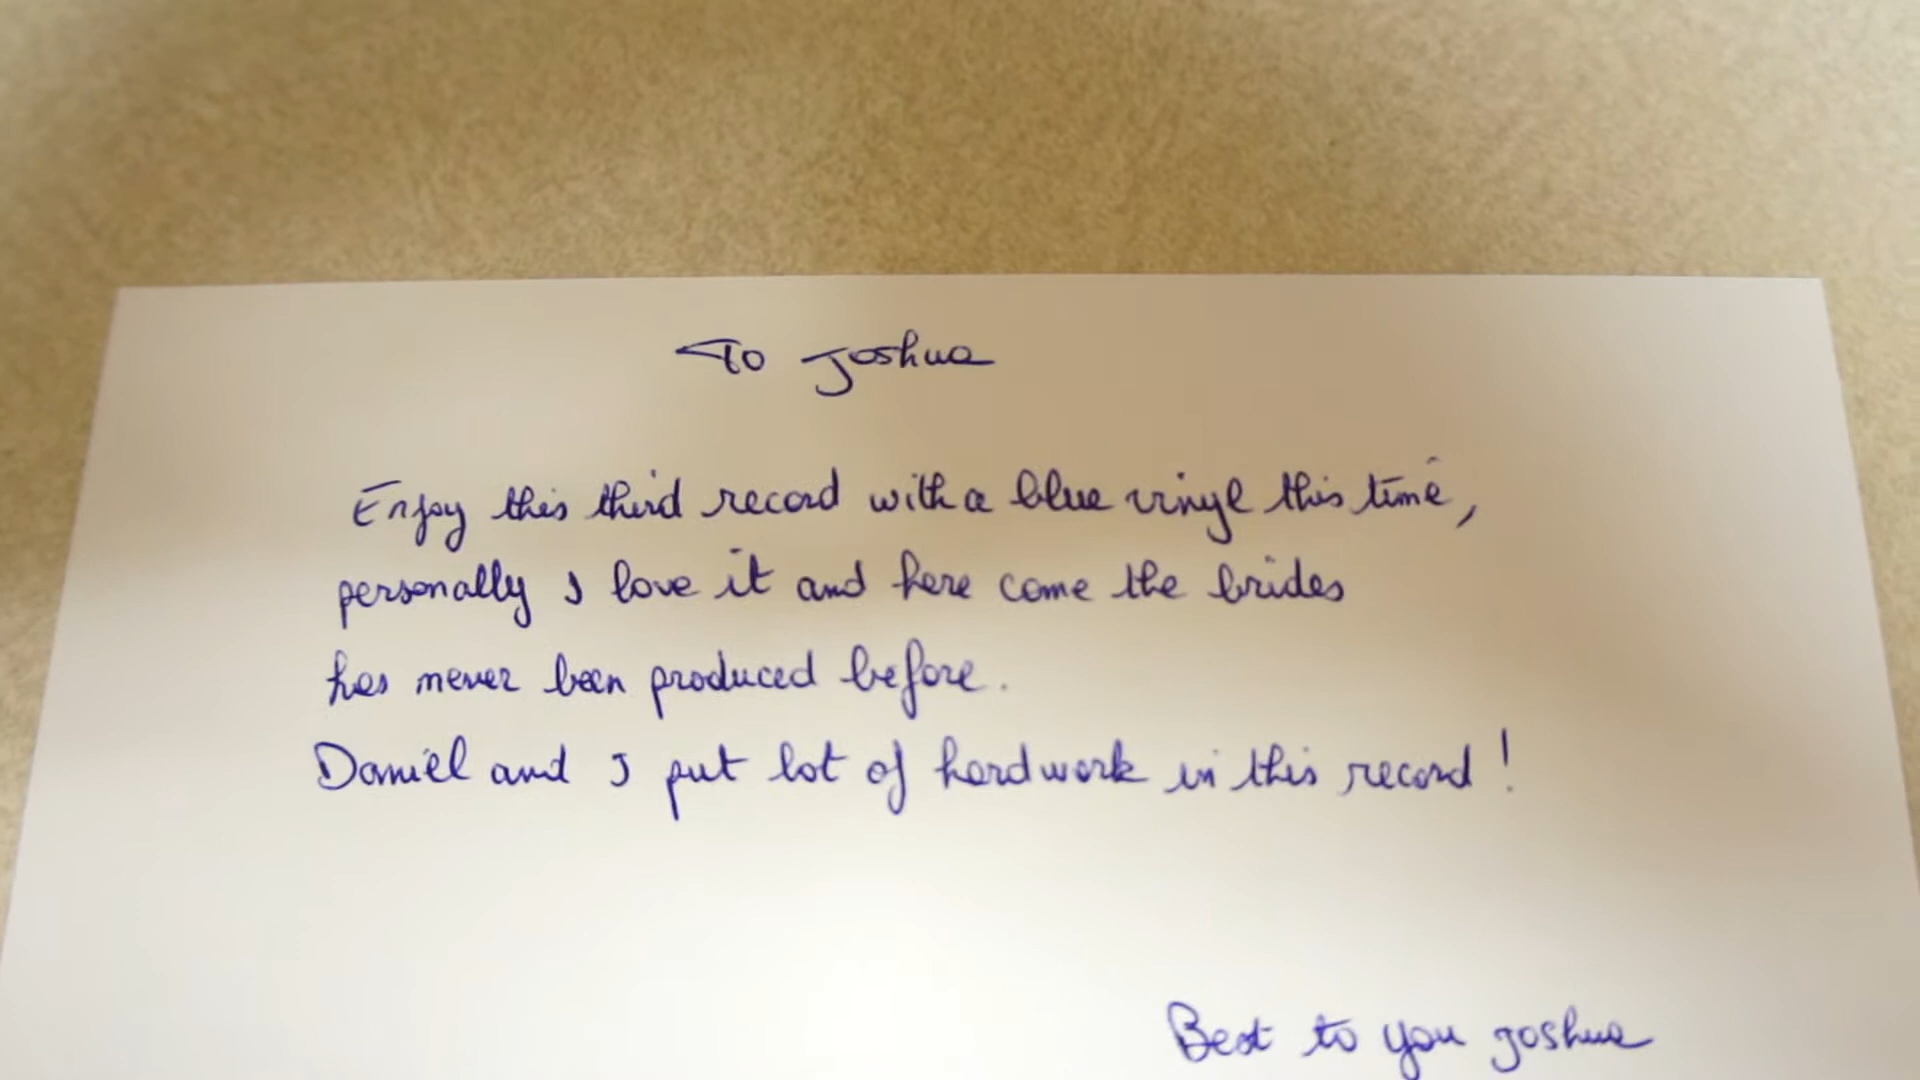 To Joshua
Enjoy this third record with a blue vinyl this time,
personally I love it and here come the brides
has never been produced before.
Daniel and I put lot of hardwork in this record!
Best to you Joshua